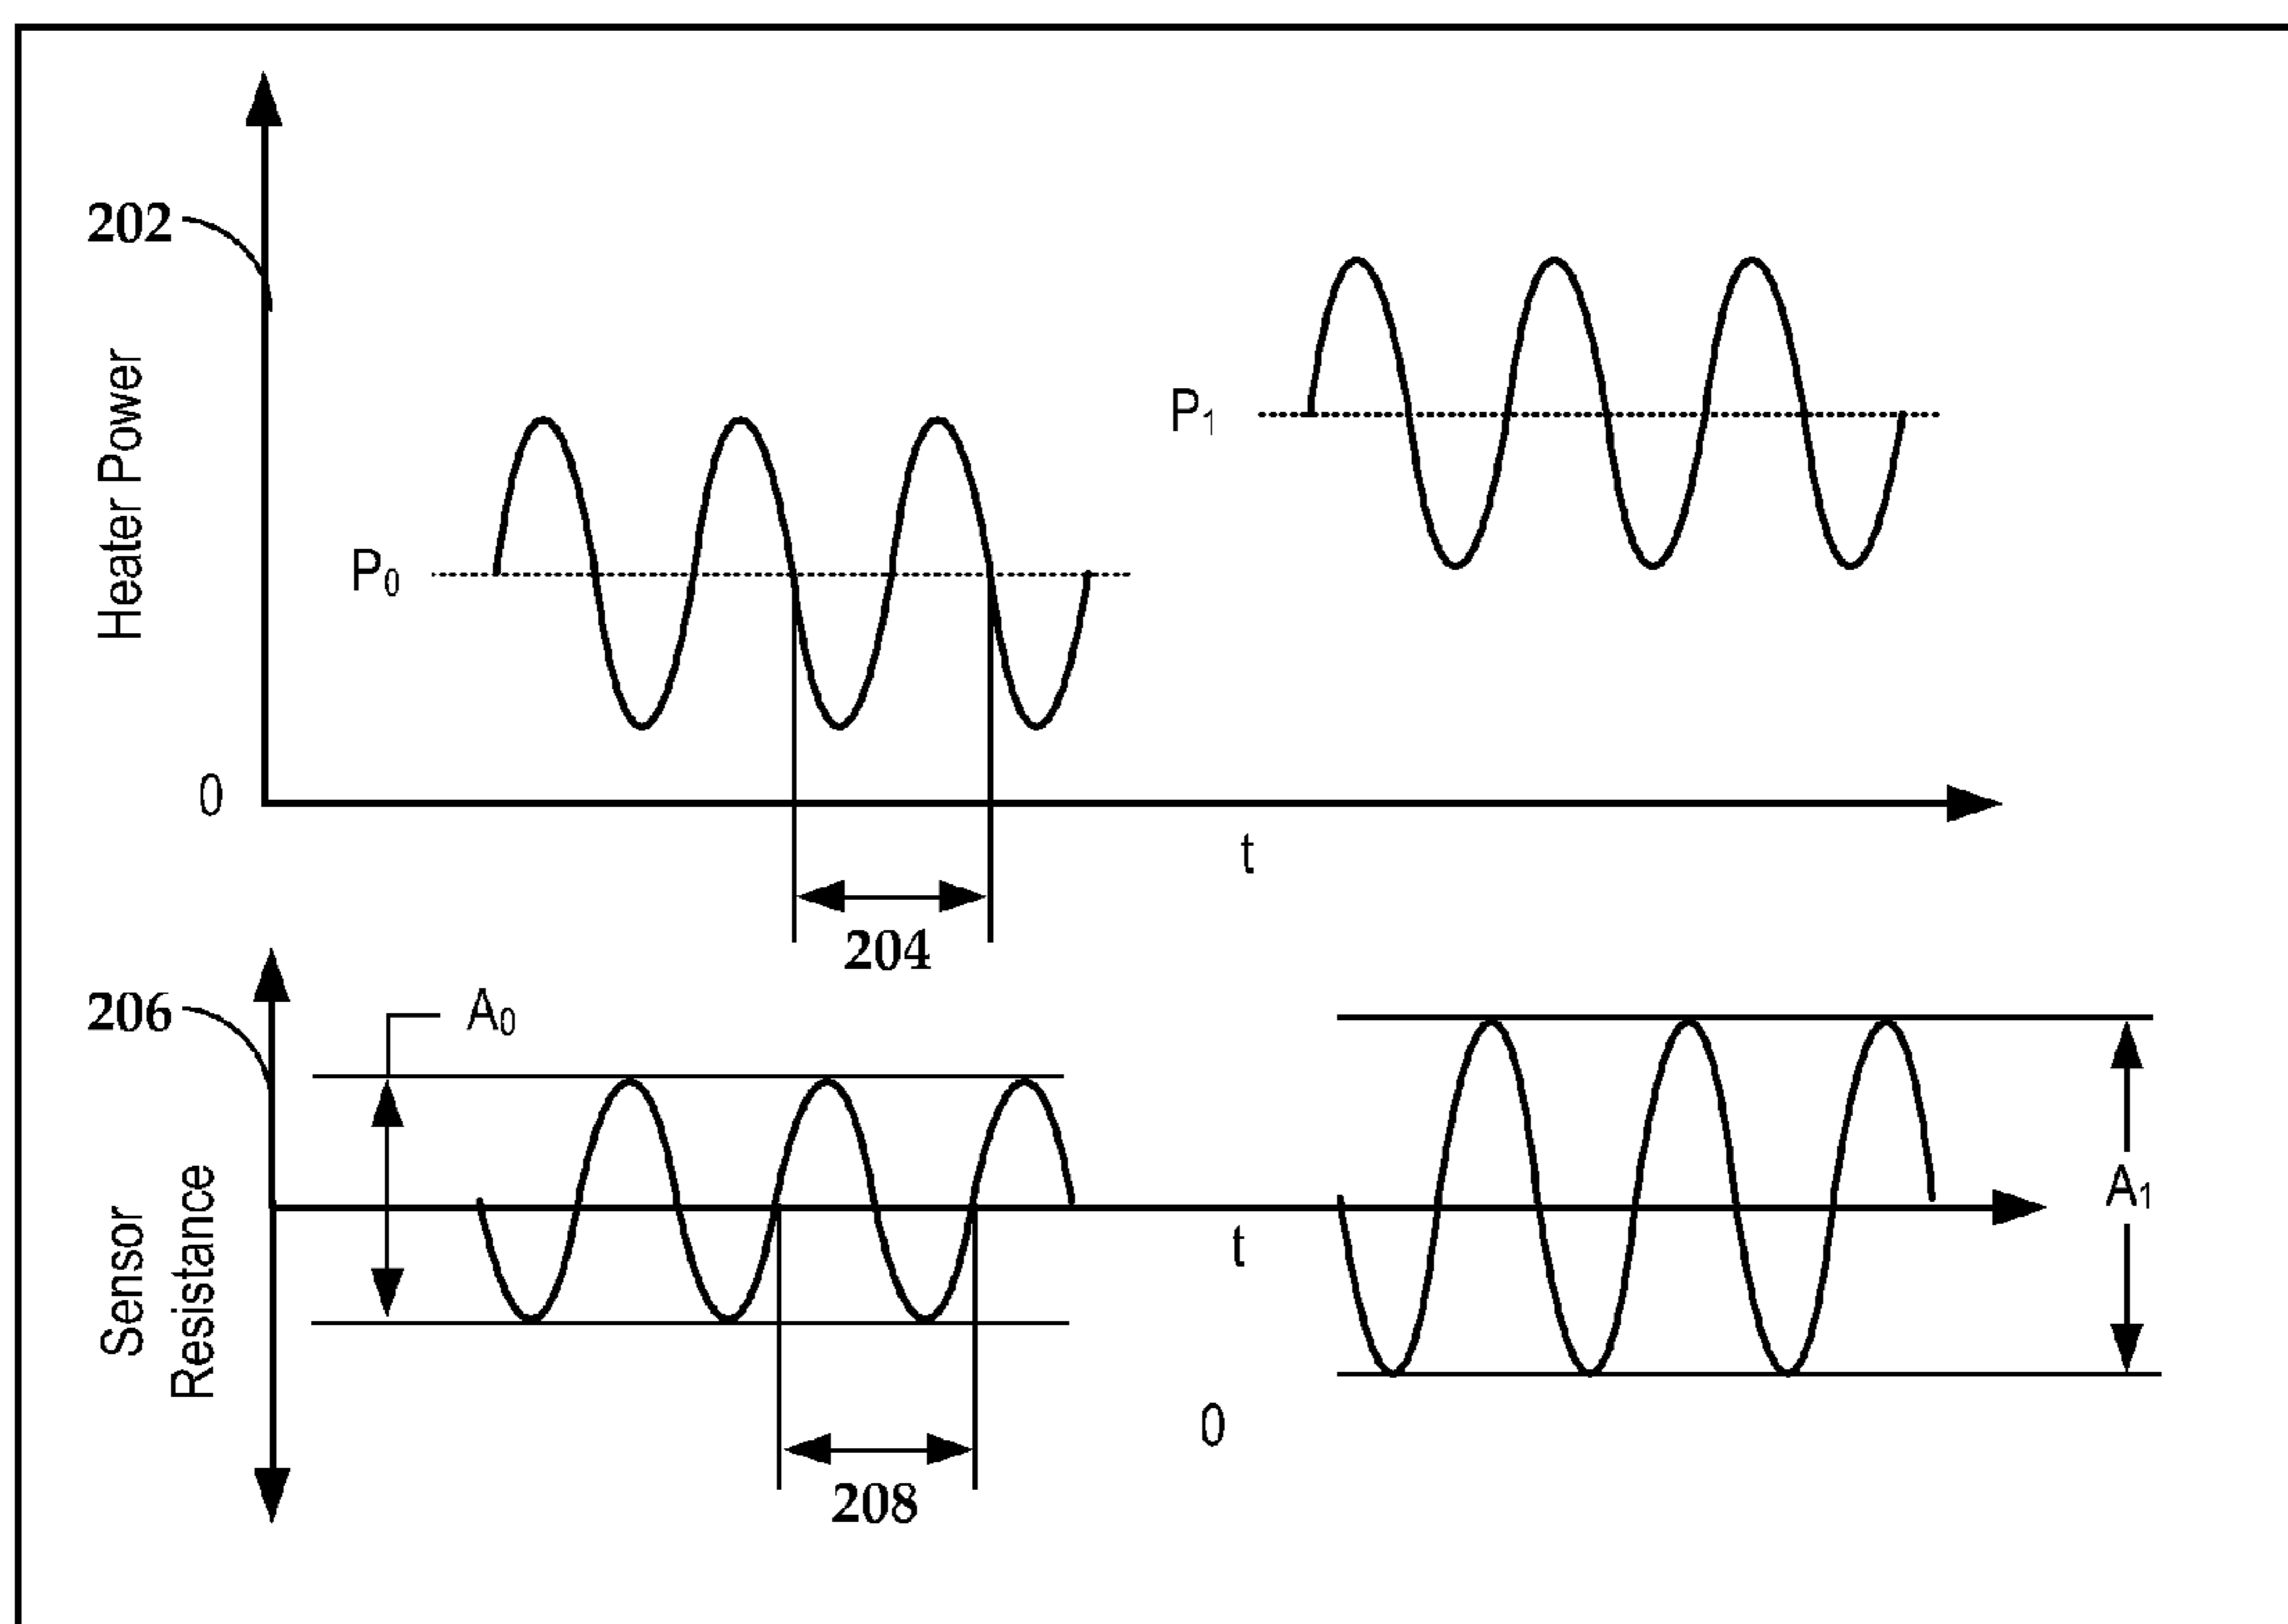 202
Heater Power
P₁
P₀
0
t
204
206
A₀
Sensor
Resistance
A₁
t
0
208